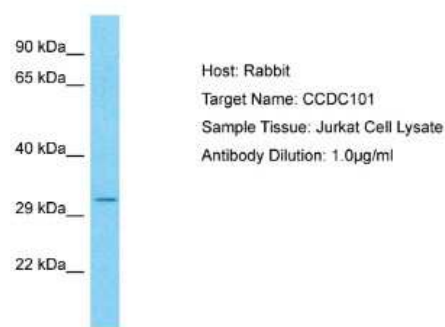 90 kDa
65 kDa
40 kDa
29 kDa
22 kDa
Host: Rabbit
Target Name: CCDC101
Sample Tissue: Jurkat Cell Lysate
Antibody Dilution: 1.0µg/ml